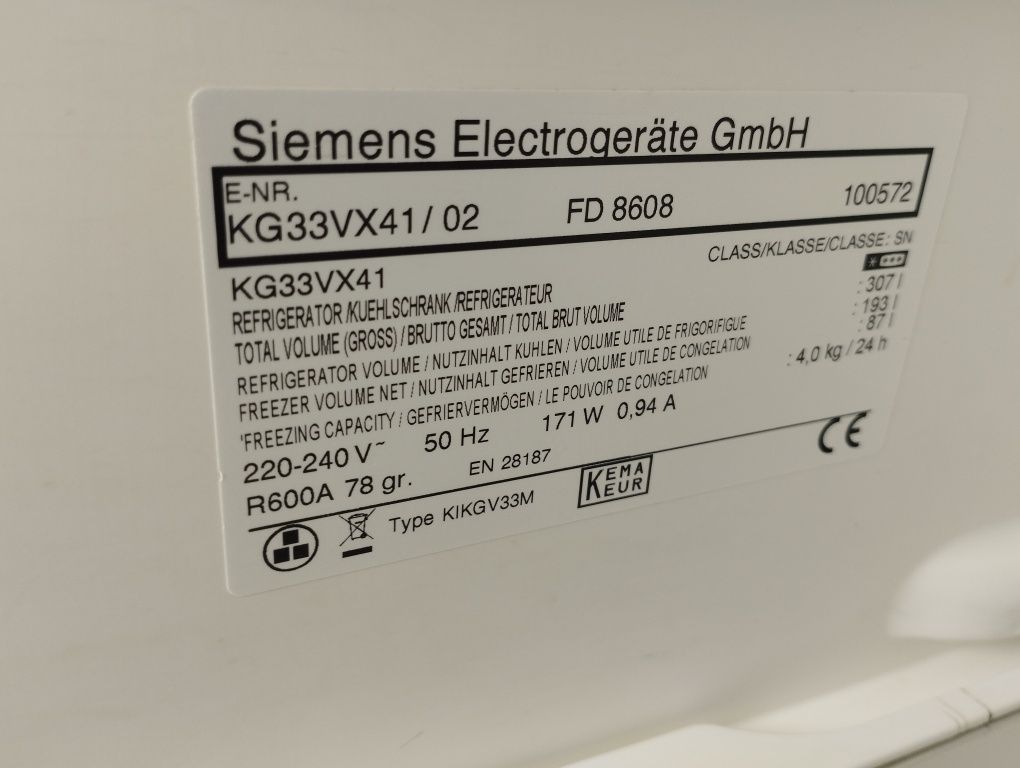 Siemens Electrogeräte GmbH
E-NR.
KG33VX41/ 02 FD 8608 100572
KG33VX41 CLASS/KLASSE/CLASSE: SN
REFRIGERATOR /KUEHLSCHRANK /REFRIGERATEUR
TOTAL VOLUME (GROSS) / BRUTTO GESAMT / TOTAL BRUT VOLUME : 307 l
REFRIGERATOR VOLUME / NUTZINHALT KUHLEN / VOLUME UTILE DE FRIGORIFIGUE : 193 l
FREEZER VOLUME NET / NUTZINHALT GEFRIEREN / VOLUME UTILE DE CONGELATION : 87 l
'FREEZING CAPACITY / GEFRIERVERMÖGEN / LE POUVOIR DE CONGELATION : 4,0 kg / 24 h
220-240 V~ 50 Hz 171 W 0,94 A
R600A 78 gr. EN 28187
Type KIKGV33M KEMA KEUR CE